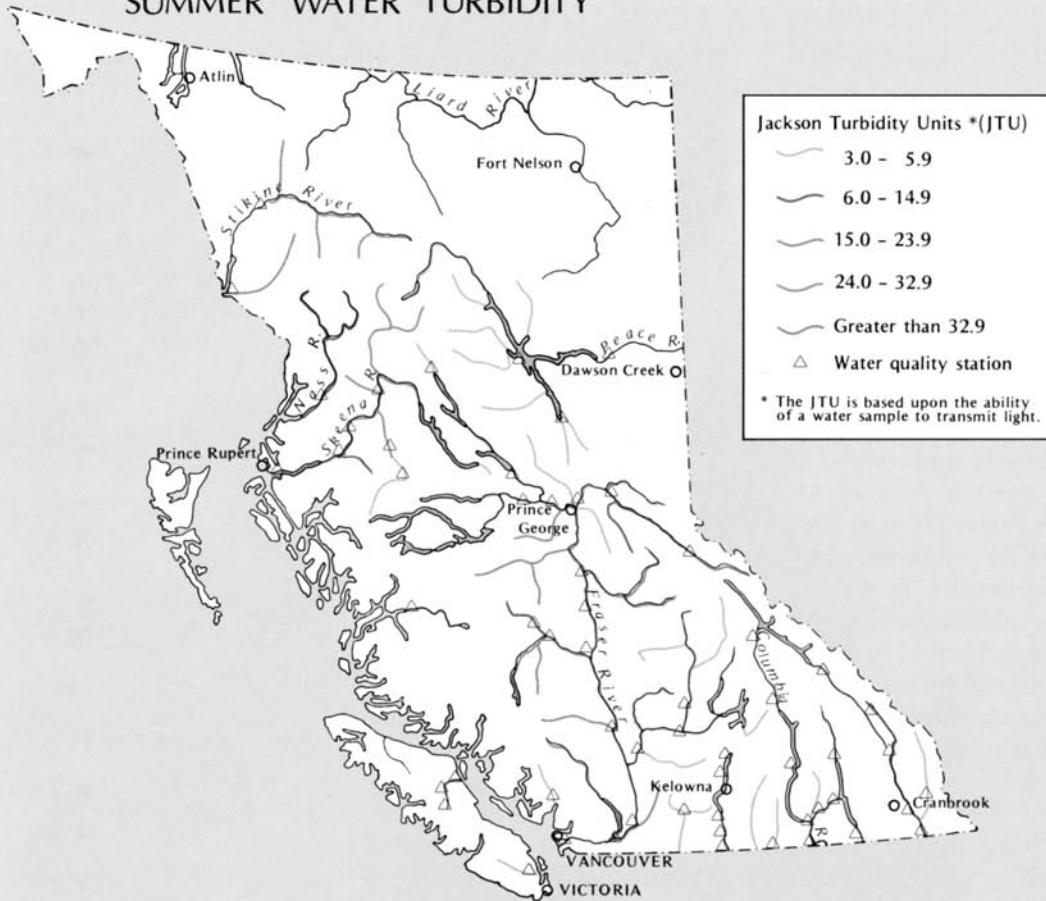 SUMMER WATER TURBIDITY
Atlin
Liard River
Fort Nelson
Stikine River
Nass R.
Skeena R.
Peace R.
Dawson Creek
Prince Rupert
Prince
George
Fraser River
Columbia
R.
Kelowna
Cranbrook
VANCOUVER
VICTORIA
Jackson Turbidity Units *(JTU)
3.0 - 5.9
6.0 - 14.9
15.0 - 23.9
24.0 - 32.9
Greater than 32.9
Water quality station
* The JTU is based upon the ability
of a water sample to transmit light.